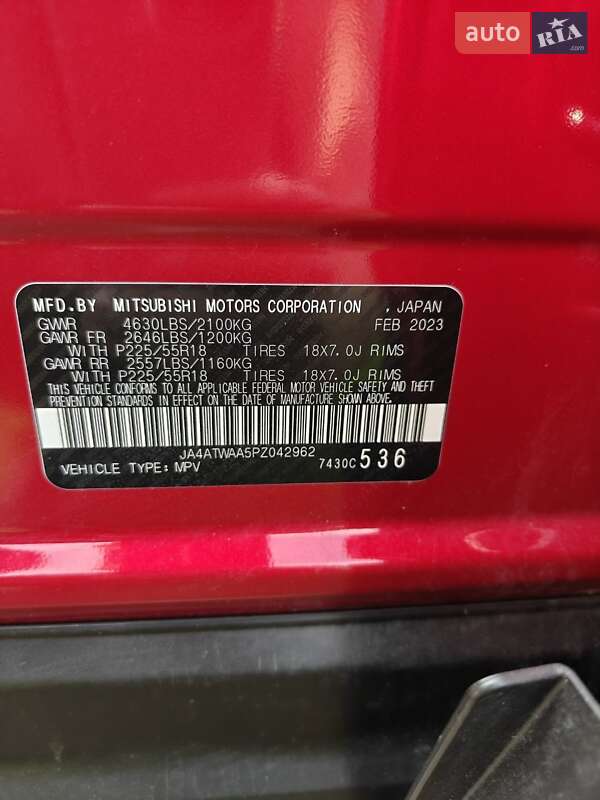 auto RIA.com
MFD.BY MITSUBISHI MOTORS CORPORATION , JAPAN
GVWR 4630LBS/2100KG FEB 2023
GAWR FR 2646LBS/1200KG
WITH P225/55R18 TIRES 18X7.0J RIMS
GAWR RR 2557LBS/1160KG
WITH P225/55R18 TIRES 18X7.0J RIMS
THIS VEHICLE CONFORMS TO ALL APPLICABLE FEDERAL MOTOR VEHICLE SAFETY AND THEFT
PREVENTION STANDARDS IN EFFECT ON THE DATE OF MANUFACTURE SHOWN ABOVE.
JA4ATWAA5PZ042962
VEHICLE TYPE: MPV 7430C 536